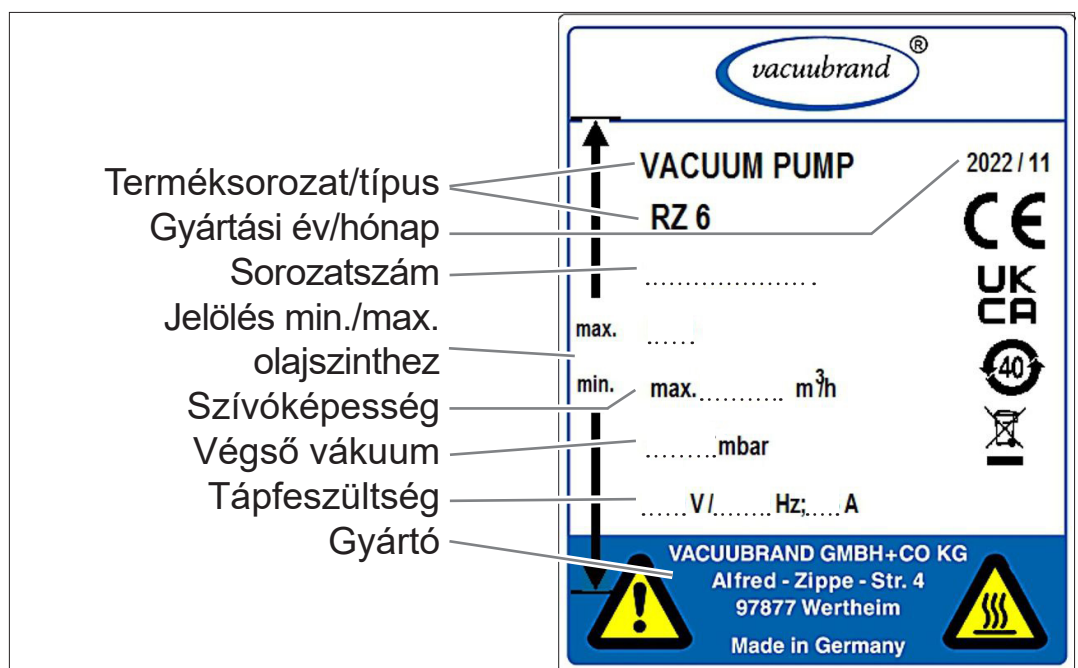 Terméksorozat/típus
Gyártási év/hónap
Sorozatszám
Jelölés min./max.
olajszinthez
Szívóképesség
Végső vákuum
Tápfeszültség
Gyártó
vacuubrand ®
VACUUM PUMP
2022 / 11
RZ 6
CE
UK
CA
40
max. ......
min.
max........... m³/h
........mbar
......V /....... Hz;.... A
VACUUBRAND GMBH+CO KG
Alfred - Zippe - Str. 4
97877 Wertheim
Made in Germany